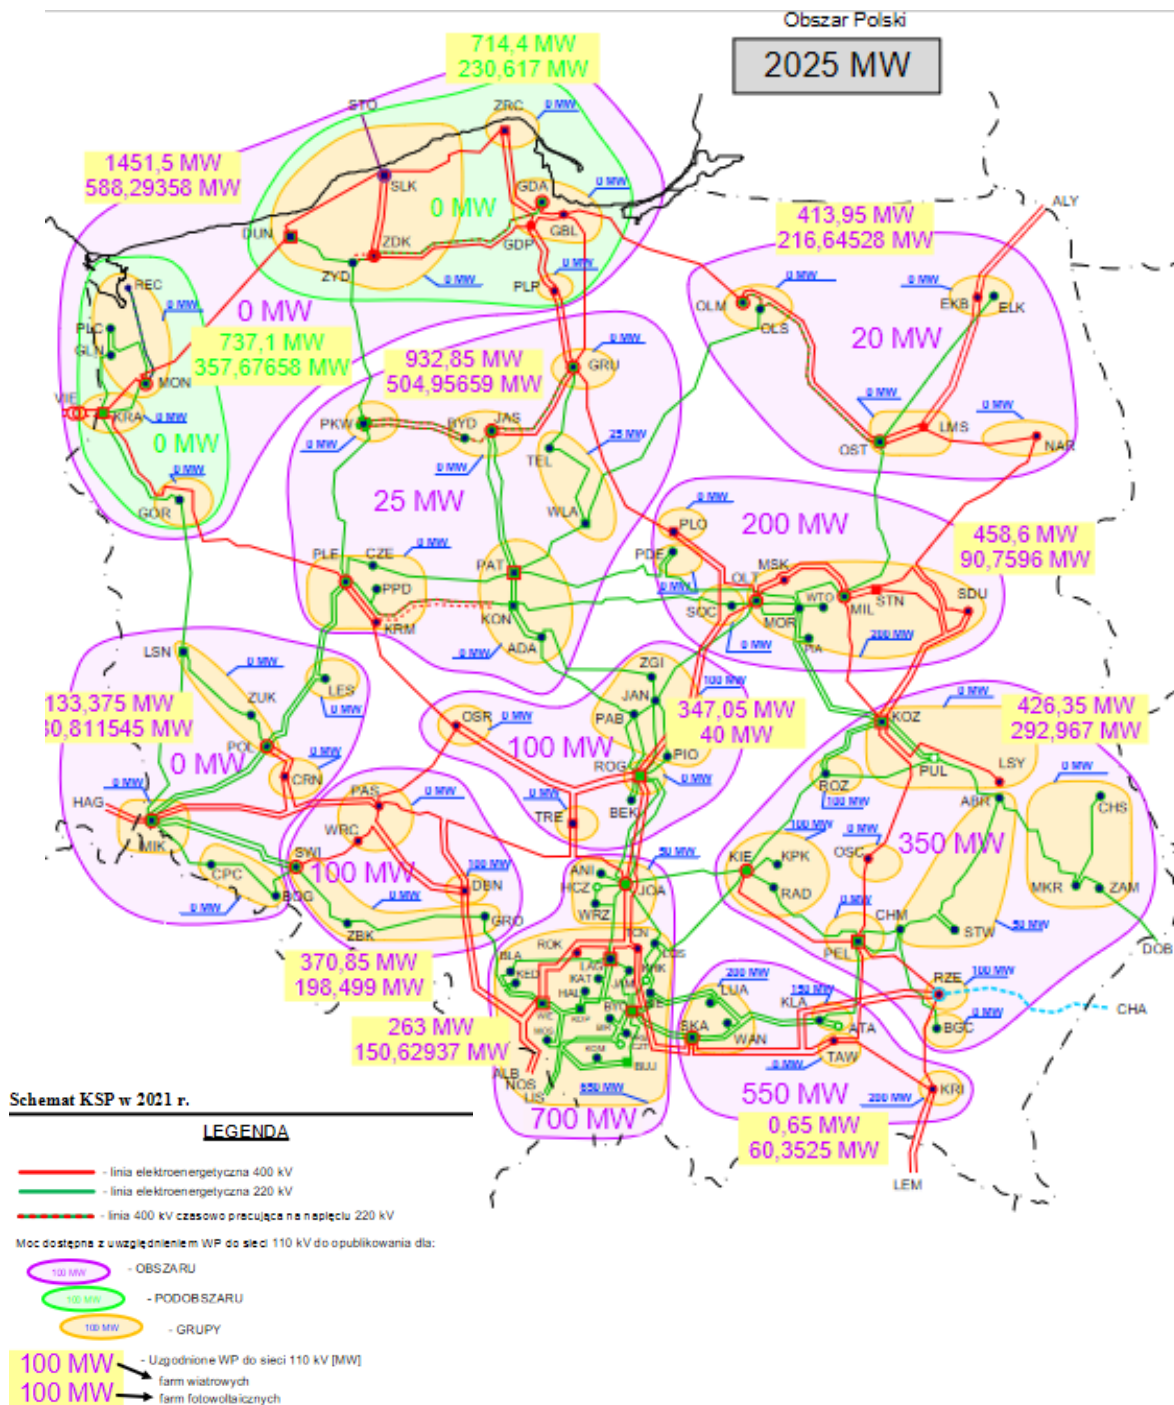 Obszar Polski
2025 MW
714,4 MW
230,617 MW
STO
ZRC
0 MW
1451,5 MW
588,29358 MW
SLK
GDA
0 MW
0 MW
ALY
413,95 MW
216,64528 MW
DUN
ZDK
GDP
GBL
ZYD
0 MW
PLP
0 MW
REC
0 MW
0 MW
OLM
OLS
EKB
ELK
0 MW
PLC
GLN
737,1 MW
357,67658 MW
932,85 MW
504,95659 MW
0 MW
GRU
20 MW
MON
VIE
KRA
0 MW
PKW
BYD
JAS
0 MW
LMS
0 MW
0 MW
0 MW
0 MW
25 MW
TEL
OST
NAR
0 MW
GOR
25 MW
WLA
0 MW
PLO
200 MW
458,6 MW
90,7596 MW
PLE
CZE
0 MW
PAT
PDE
OLT
MSK
PPD
SOC
0 MW
MOR
WTO
MIL
STN
SDU
KRM
KON
0 MW
PIA
200 MW
LSN
0 MW
ADA
0 MW
ZGI
100 MW
ZUK
LES
0 MW
JAN
133,375 MW
OSR
0 MW
PAB
347,05 MW
40 MW
KOZ
0 MW
426,35 MW
292,967 MW
POL
0 MW
100 MW
ROG
PIO
0 MW
CRN
0 MW
PUL
LSY
0 MW
HAG
0 MW
PAS
0 MW
BEK
ROZ
100 MW
ABR
CHS
MIK
WRC
TRE
100 MW
0 MW
350 MW
SWI
100 MW
50 MW
KIE
KPK
OSC
CPC
BOG
100 MW
DBN
ANI
HCZ
JOA
RAD
MKR
ZAM
0 MW
0 MW
GRO
WRZ
CHM
STW
50 MW
ZBK
ROK
TCN
PEL
DOB
370,85 MW
198,499 MW
BLA
KED
LAG
KAT
JAM
LOS
200 MW
LUA
150 MW
KLA
RZE
100 MW
CHA
263 MW
150,62937 MW
WIE
HAL
SKA
WAN
ATA
0 MW
BGC
MOS
KOM
BUJ
0 MW
TAW
ALB
NOS
LIS
650 MW
700 MW
550 MW
200 MW
KRI
0,65 MW
60,3525 MW
LEM
Schemat KSP w 2021 r.
LEGENDA
- linia elektroenergetyczna 400 kV
- linia elektroenergetyczna 220 kV
- linia 400 kV czasowo pracująca na napięciu 220 kV
Moc dostępna z uwzględnieniem WP do sieci 110 kV do opublikowania dla:
100 MW
- OBSZARU
100 MW
- PODOBSZARU
100 MW
- GRUPY
100 MW
- Uzgodnione WP do sieci 110 kV [MW]
farm wiatrowych
100 MW
farm fotowoltaicznych